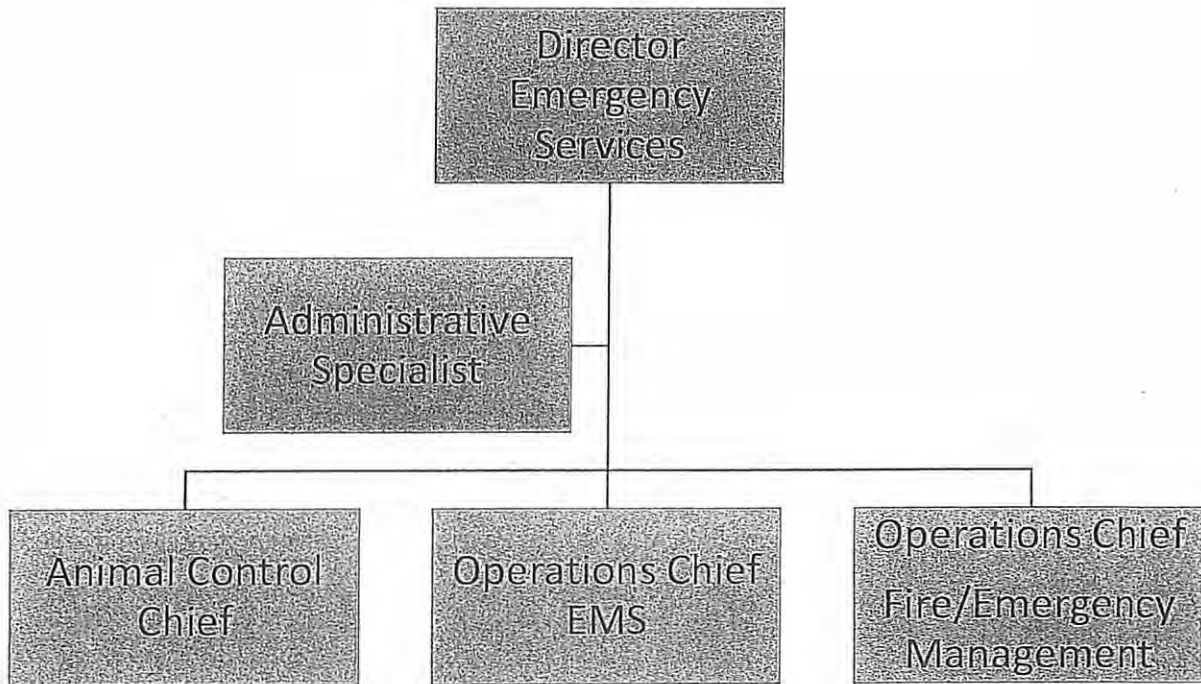 Director
Emergency
Services
Administrative
Specialist
Animal Control
Chief
Operations Chief
EMS
Operations Chief
Fire/Emergency
Management